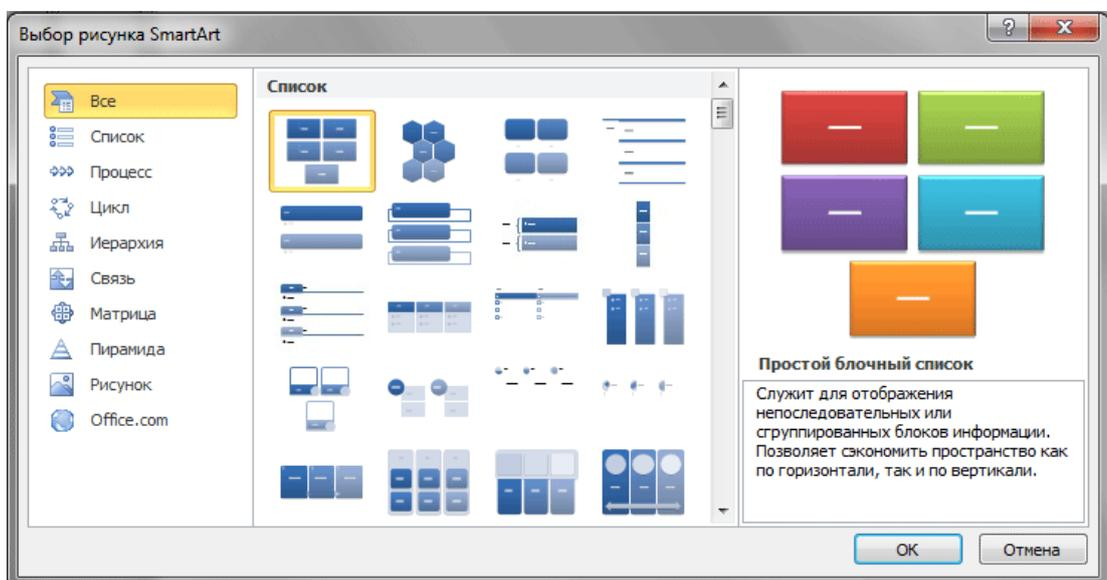 Выбор рисунка SmartArt
Все
Список
Процесс
Цикл
Иерархия
Связь
Матрица
Пирамида
Рисунок
Office.com
Список
Простой блочный список
Служит для отображения
непоследовательных или
сгруппированных блоков информации.
Позволяет сэкономить пространство как
по горизонтали, так и по вертикали.
ОК
Отмена